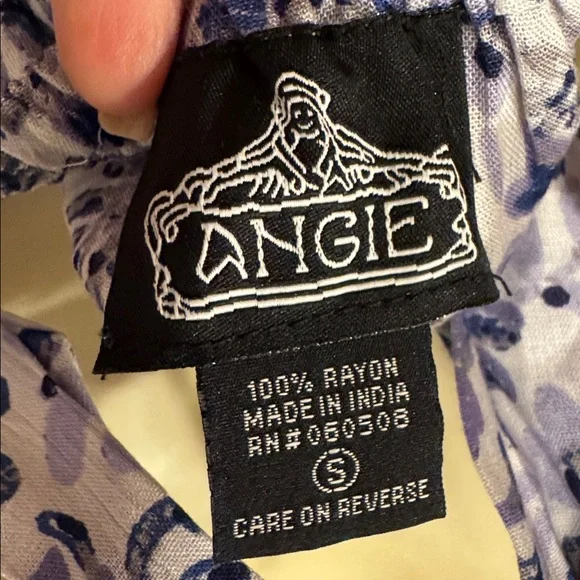 ANGIE
100% RAYON
MADE IN INDIA
RN# 060508
S
CARE ON REVERSE